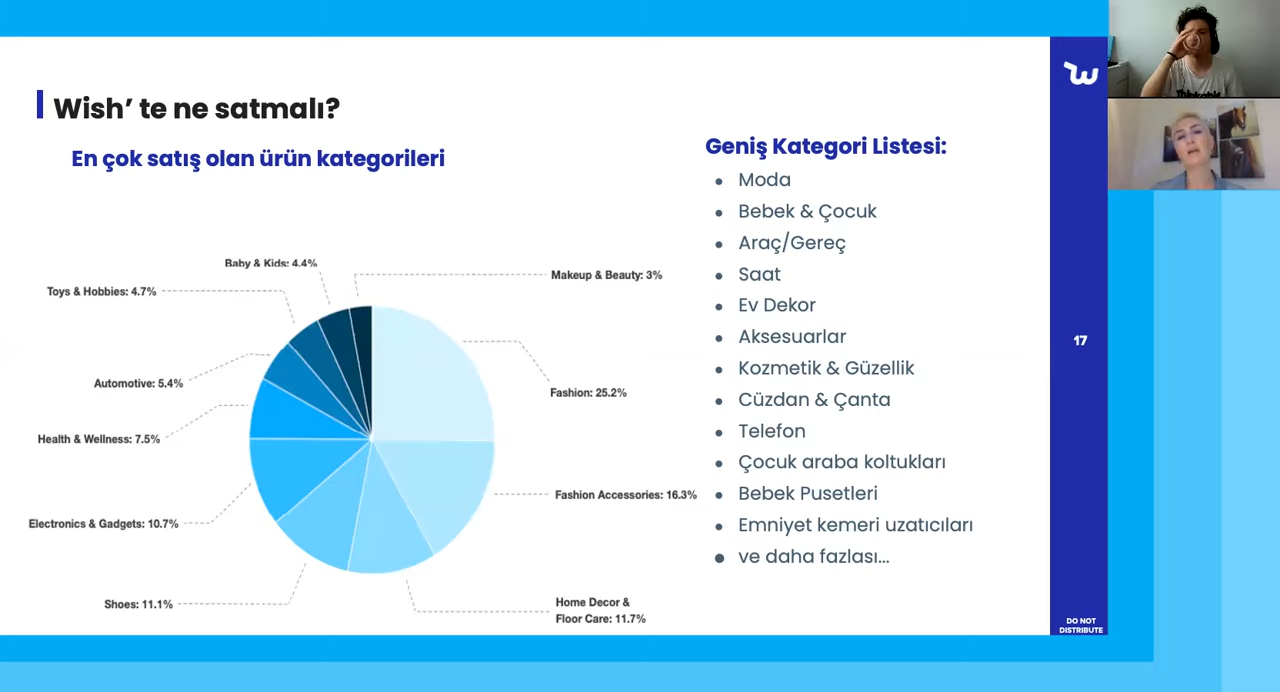 Wish' te ne satmalı?
En çok satış olan ürün kategorileri
Baby & Kids: 4.4%
Makeup & Beauty: 3%
Toys & Hobbies: 4.7%
Automotive: 5.4%
Fashion: 25.2%
Health & Wellness: 7.5%
Fashion Accessories: 16.3%
Electronics & Gadgets: 10.7%
Shoes: 11.1%
Home Decor &
Floor Care: 11.7%
Geniş Kategori Listesi:
Moda
Bebek & Çocuk
Araç/Gereç
Saat
Ev Dekor
Aksesuarlar
Kozmetik & Güzellik
Cüzdan & Çanta
Telefon
Çocuk araba koltukları
Bebek Pusetleri
Emniyet kemeri uzatıcıları
ve daha fazlası...
17
DO NOT
DISTRIBUTE